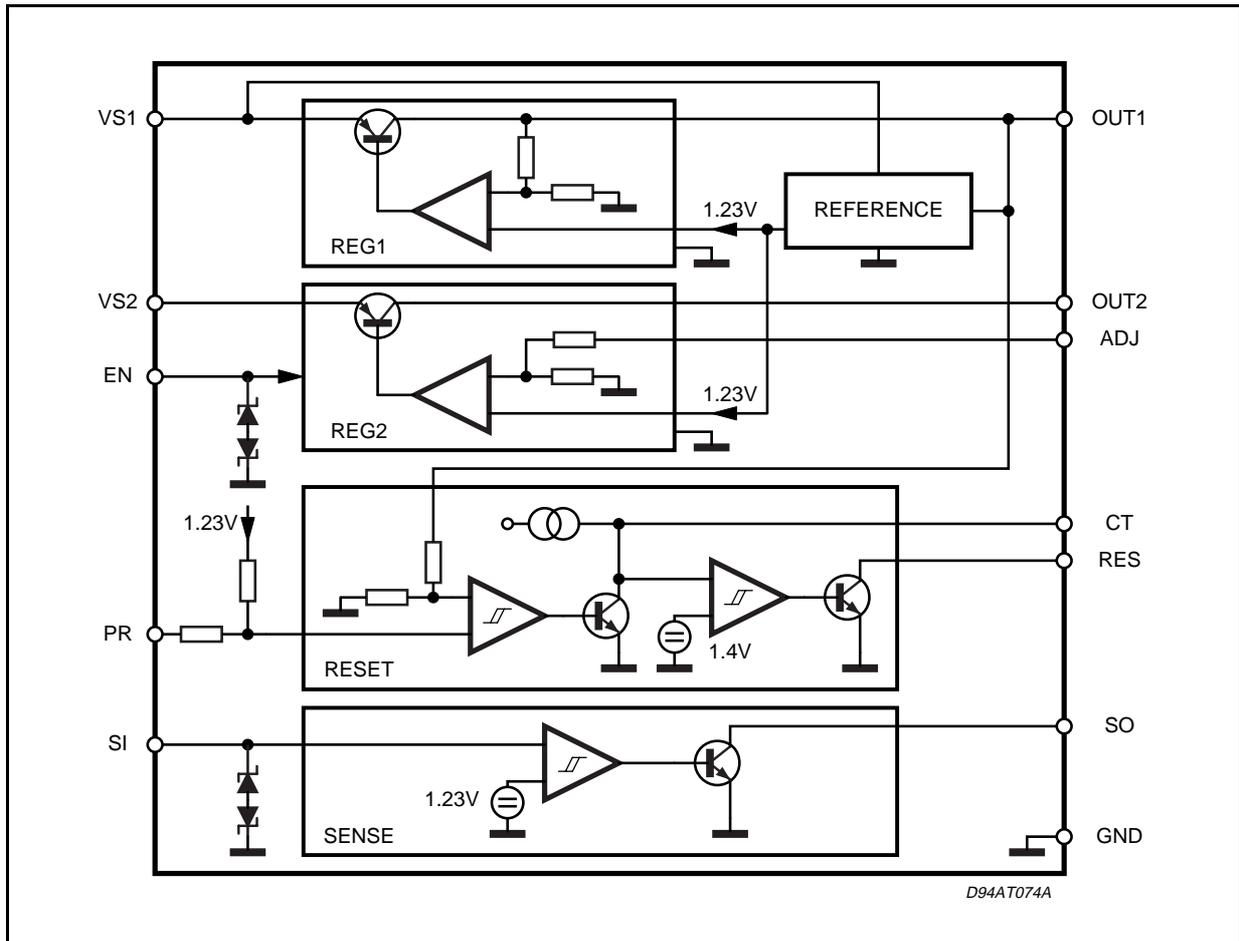 VS1
OUT1
1.23V
REFERENCE
REG1
VS2
OUT2
ADJ
EN
1.23V
REG2
1.23V
CT
RES
PR
1.4V
RESET
SI
SO
1.23V
SENSE
GND
D94AT074A